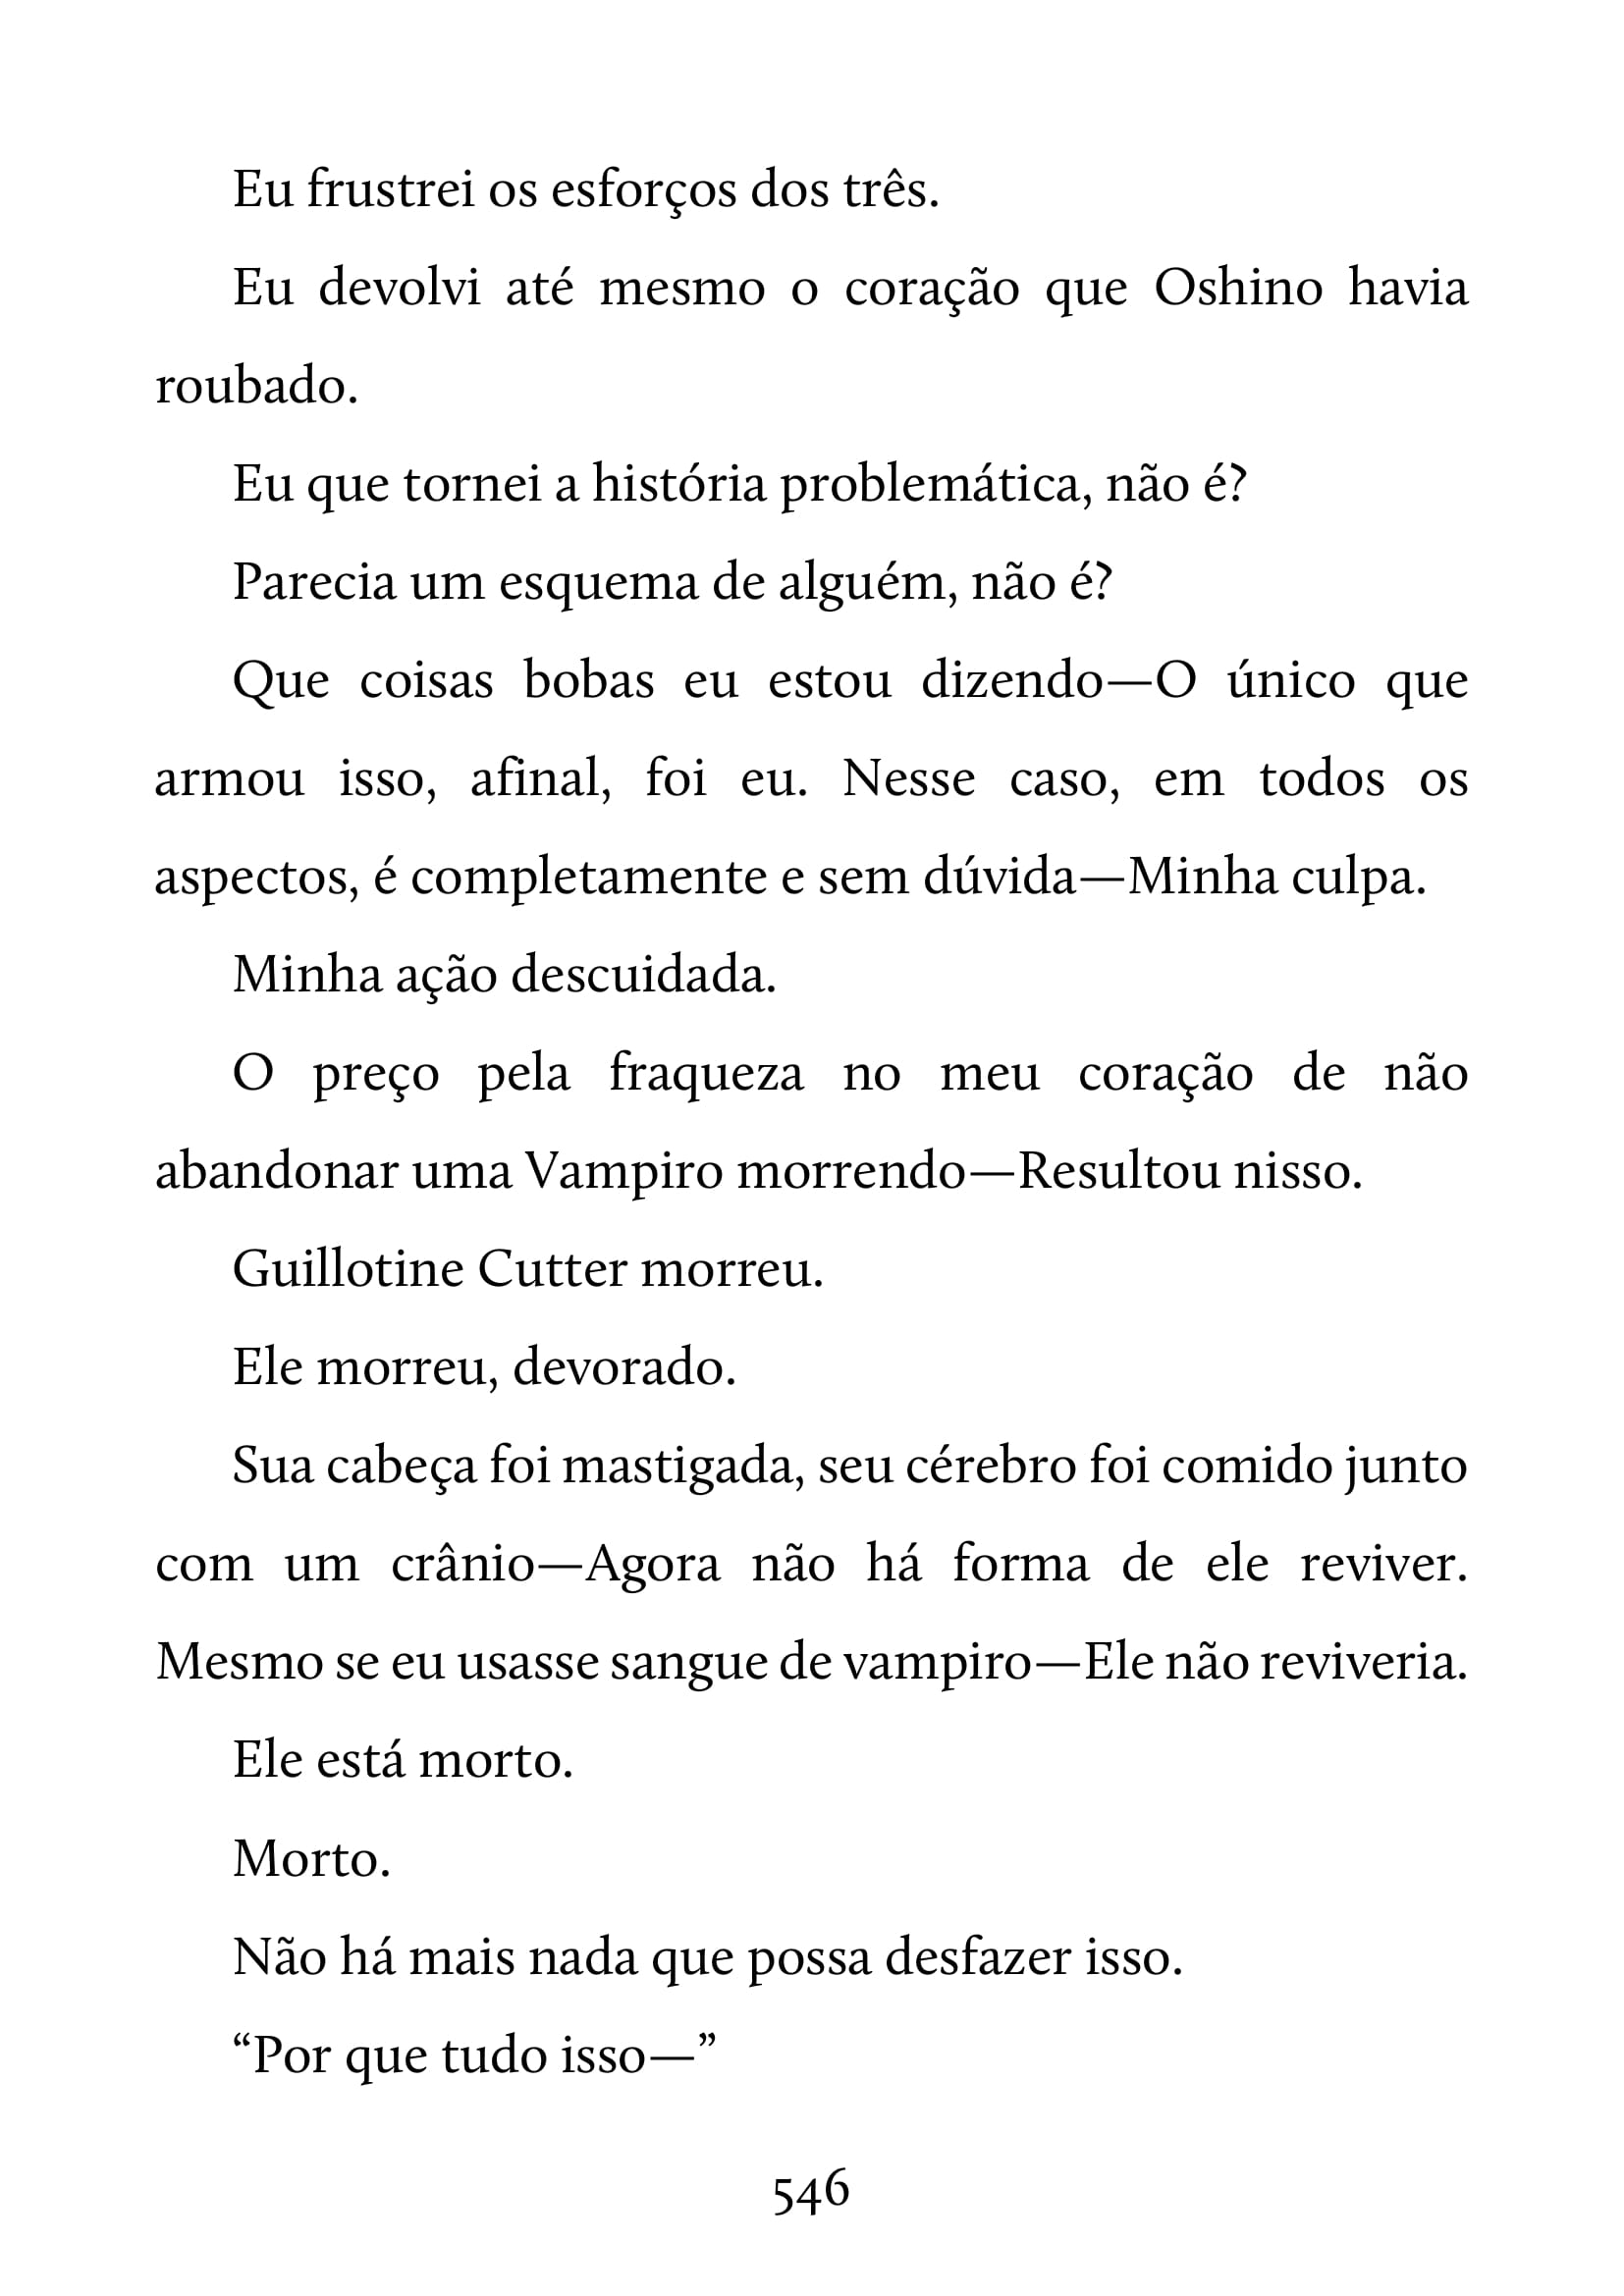 Eu frustrei os esforços dos três.
Eu devolvi até mesmo o coração que Oshino havia
roubado.
Eu que tornei a história problemática, não é?
Parecia um esquema de alguém, não é?
Que coisas bobas eu estou dizendo—O único que
armou isso, afinal, foi eu. Nesse caso, em todos os
aspectos, é completamente e sem dúvida—Minha culpa.
Minha ação descuidada.
O preço pela fraqueza no meu coração de não
abandonar uma Vampiro morrendo—Resultou nisso.
Guillotine Cutter morreu.
Ele morreu, devorado.
Sua cabeça foi mastigada, seu cérebro foi comido junto
com um crânio—Agora não há forma de ele reviver.
Mesmo se eu usasse sangue de vampiro—Ele não reviveria.
Ele está morto.
Morto.
Não há mais nada que possa desfazer isso.
“Por que tudo isso—”
546